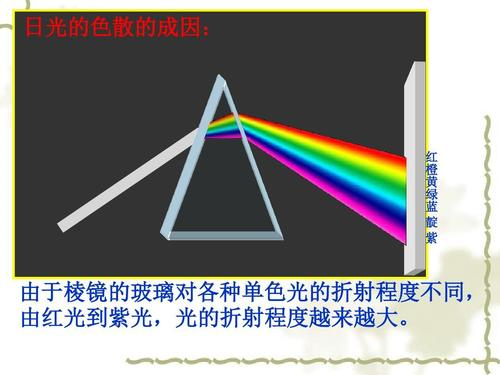 日光的色散的成因：
红
橙
黄
绿
蓝
靛
紫
由于棱镜的玻璃对各种单色光的折射程度不同，
由红光到紫光，光的折射程度越来越大。